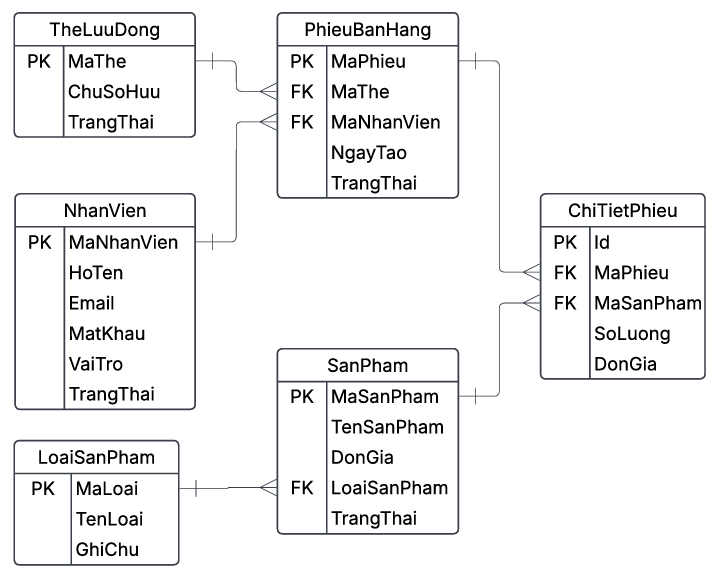 TheLuuDong
PK MaThe
ChuSoHuu
TrangThai
PhieuBanHang
PK MaPhieu
FK MaThe
FK MaNhanVien
NgayTao
TrangThai
NhanVien
PK MaNhanVien
HoTen
Email
MatKhau
VaiTro
TrangThai
ChiTietPhieu
PK Id
FK MaPhieu
FK MaSanPham
SoLuong
DonGia
SanPham
PK MaSanPham
TenSanPham
DonGia
FK LoaiSanPham
TrangThai
LoaiSanPham
PK MaLoai
TenLoai
GhiChu